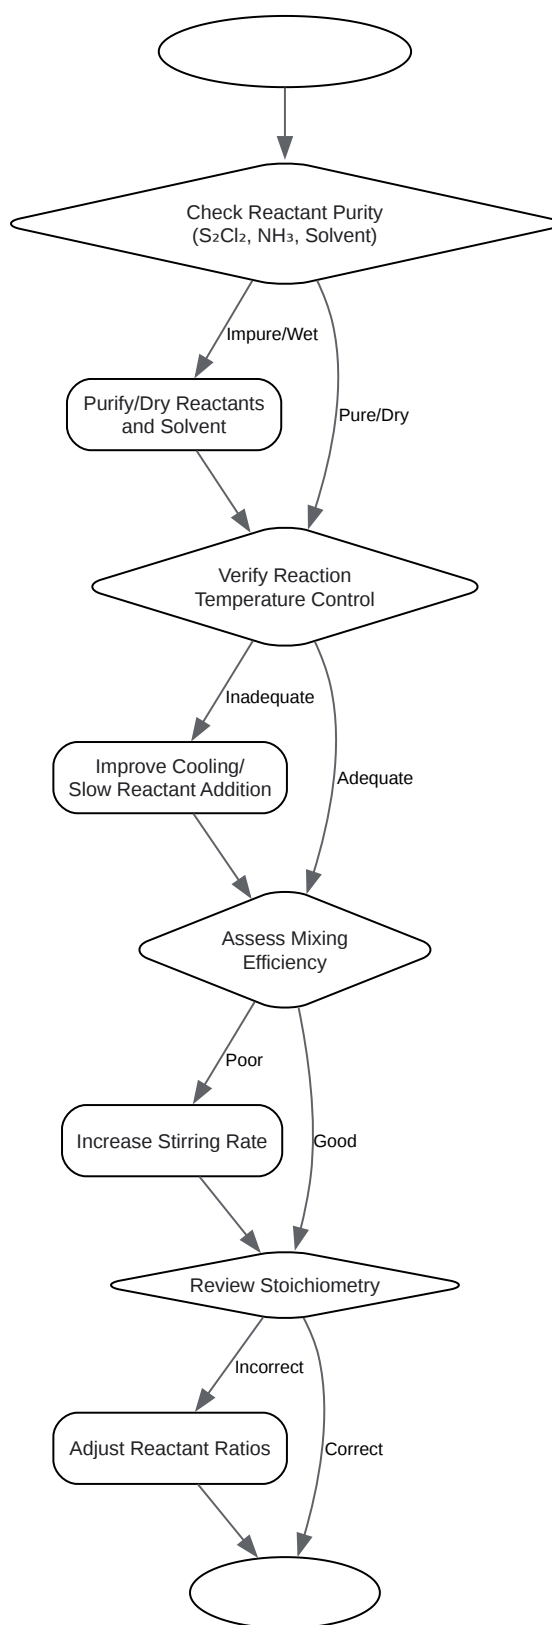 Check Reactant Purity
(S₂Cl₂, NH₃, Solvent)
Impure/Wet
Purify/Dry Reactants
and Solvent
Pure/Dry
Verify Reaction
Temperature Control
Inadequate
Improve Cooling/
Slow Reactant Addition
Adequate
Assess Mixing
Efficiency
Poor
Increase Stirring Rate
Good
Review Stoichiometry
Incorrect
Adjust Reactant Ratios
Correct